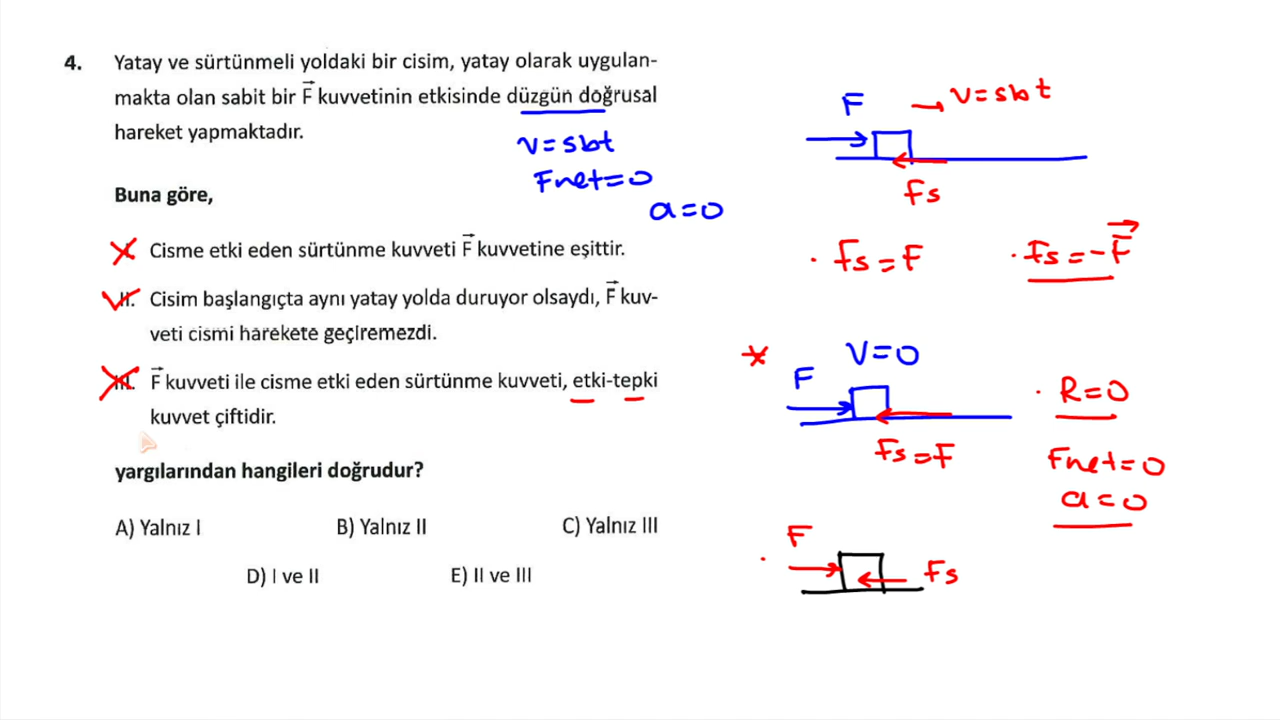 4. Yatay ve sürtünmeli yoldaki bir cisim, yatay olarak uygulan-
makta olan sabit bir F kuvvetinin etkisinde düzgün doğrusal
hareket yapmaktadır.
v=sbt
Fnet=0
a=0
Buna göre,
Cisme etki eden sürtünme kuvveti F kuvvetine eşittir.
II. Cisim başlangıçta aynı yatay yolda duruyor olsaydı, F kuv-
veti cismi harekete geçiremezdi.
III. F kuvveti ile cisme etki eden sürtünme kuvveti, etki-tepki
kuvvet çiftidir.
yargılarından hangileri doğrudur?
A) Yalnız I B) Yalnız II C) Yalnız III
D) I ve II E) II ve III
F → v=sbt
fs
· fs=F · fs=-F
V=0
F
fs=F
· R=0
Fnet=0
a=0
F
fs